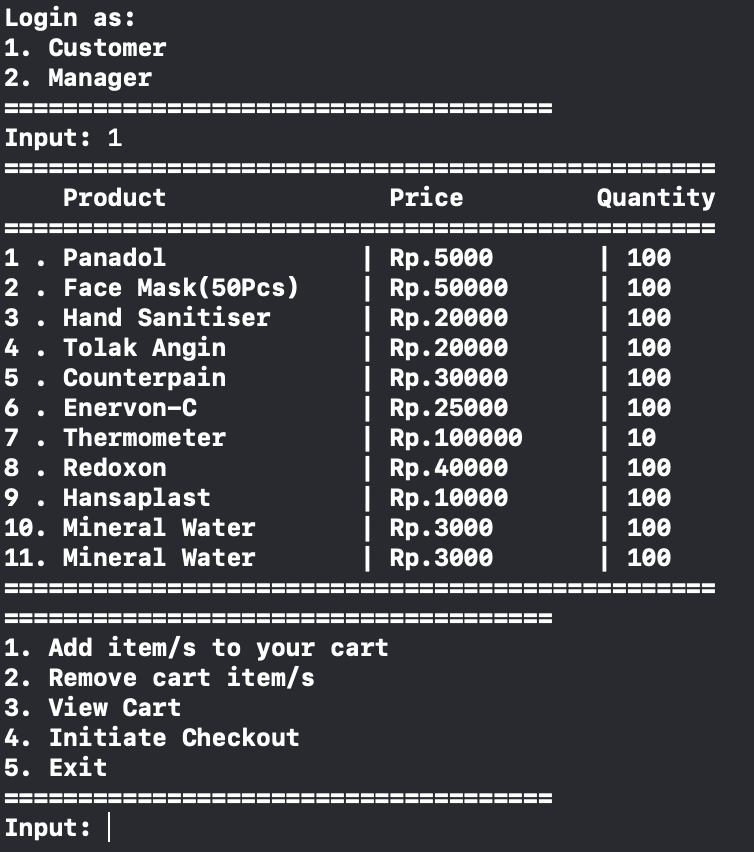 Login as:
1. Customer
2. Manager
=====================================
Input: 1
================================================
    Product               Price         Quantity
================================================
1 . Panadol             | Rp.5000       | 100
2 . Face Mask(50Pcs)    | Rp.50000      | 100
3 . Hand Sanitiser      | Rp.20000      | 100
4 . Tolak Angin         | Rp.20000      | 100
5 . Counterpain         | Rp.30000      | 100
6 . Enervon-C           | Rp.25000      | 100
7 . Thermometer         | Rp.100000     | 10
8 . Redoxon             | Rp.40000      | 100
9 . Hansaplast          | Rp.10000      | 100
10. Mineral Water       | Rp.3000       | 100
11. Mineral Water       | Rp.3000       | 100
================================================
=====================================
1. Add item/s to your cart
2. Remove cart item/s
3. View Cart
4. Initiate Checkout
5. Exit
=====================================
Input: